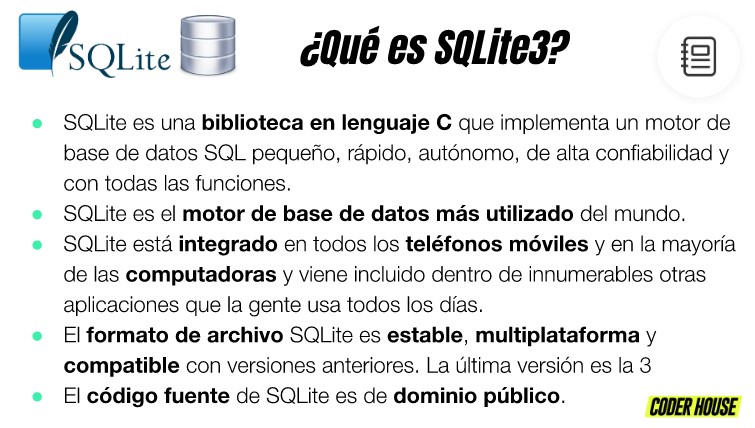 SQLite
¿Qué es SQLite3?
● SQLite es una biblioteca en lenguaje C que implementa un motor de
base de datos SQL pequeño, rápido, autónomo, de alta confiabilidad y
con todas las funciones.
● SQLite es el motor de base de datos más utilizado del mundo.
● SQLite está integrado en todos los teléfonos móviles y en la mayoría
de las computadoras y viene incluido dentro de innumerables otras
aplicaciones que la gente usa todos los días.
● El formato de archivo SQLite es estable, multiplataforma y
compatible con versiones anteriores. La última versión es la 3
● El código fuente de SQLite es de dominio público.
CODER HOUSE